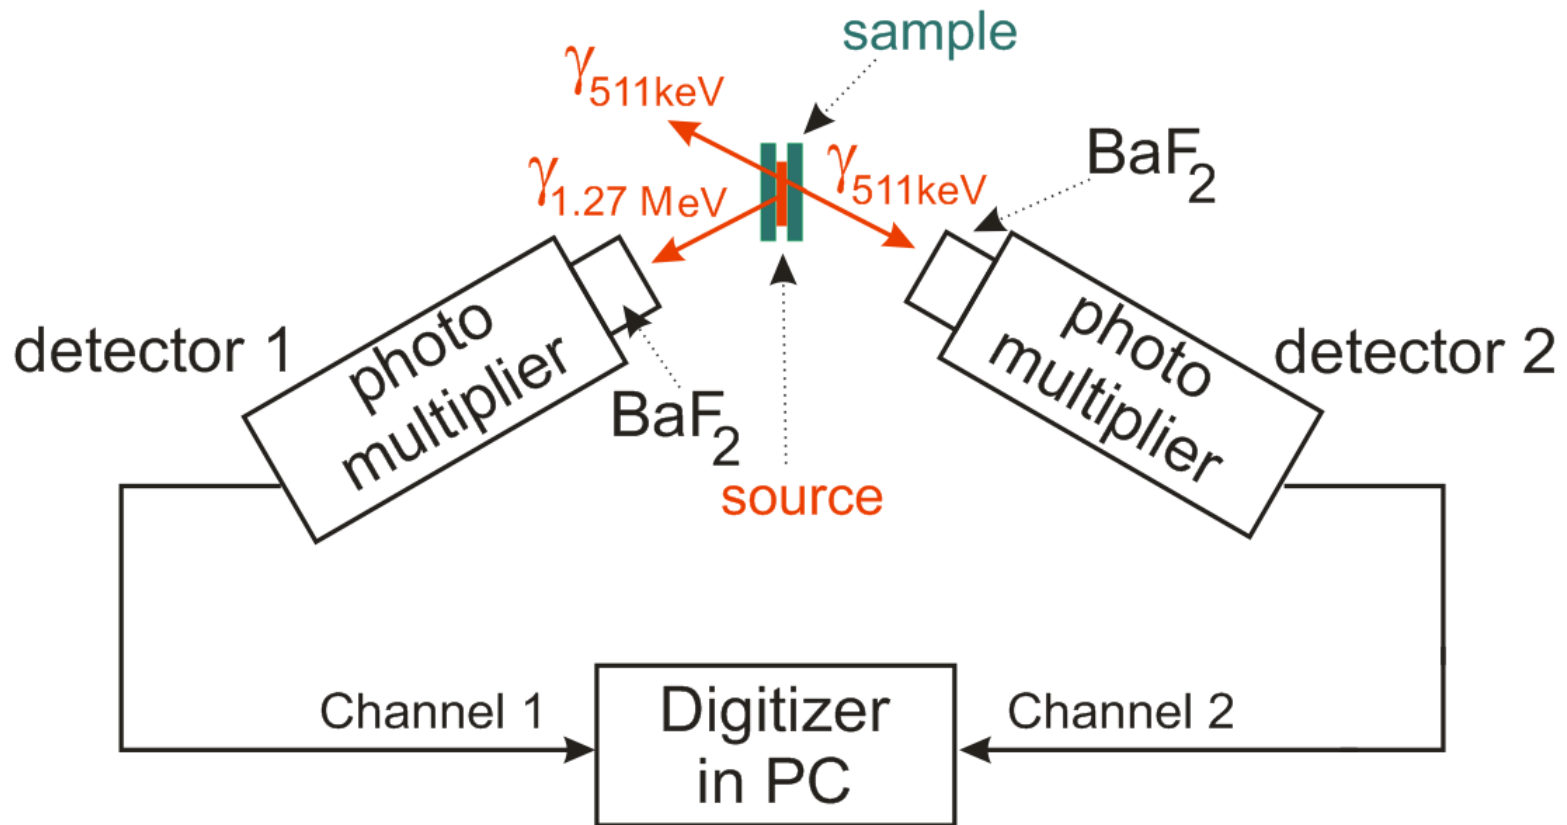 sample
γ511keV
γ1.27 MeV
γ511keV
BaF2
detector 1
photo
multiplier
BaF2
source
photo
multiplier
detector 2
Channel 1
Digitizer
in PC
Channel 2